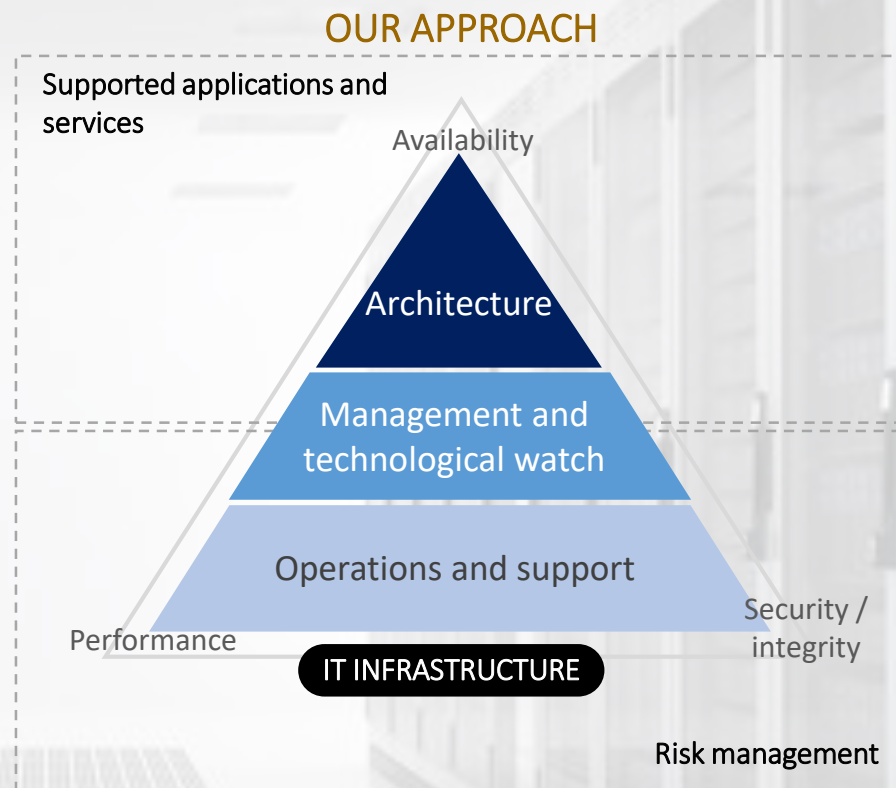 OUR APPROACH
Supported applications and
services
Availability
Architecture
Management and
technological watch
Operations and support
Performance
Security /
integrity
IT INFRASTRUCTURE
Risk management